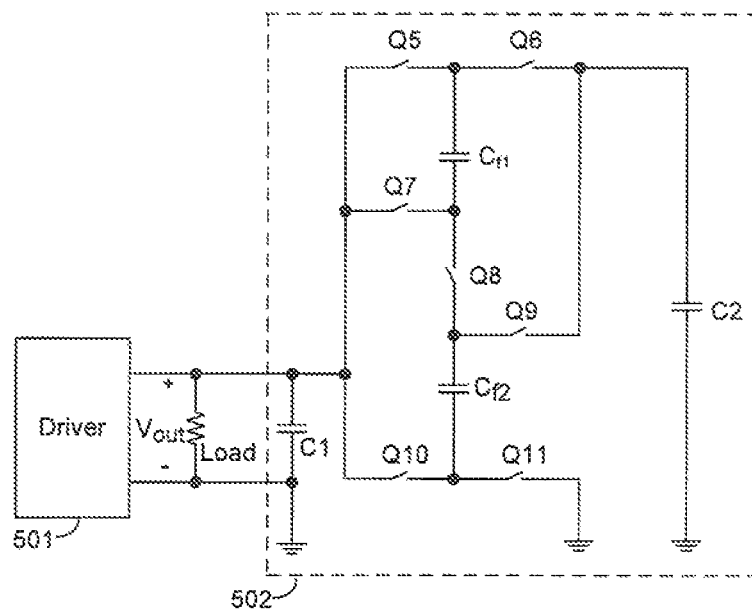 Q5
Q6
Cf1
Q7
Q8
Q9
C2
Driver
+
Vout
-
Load
C1
Cf2
Q10
Q11
501
502